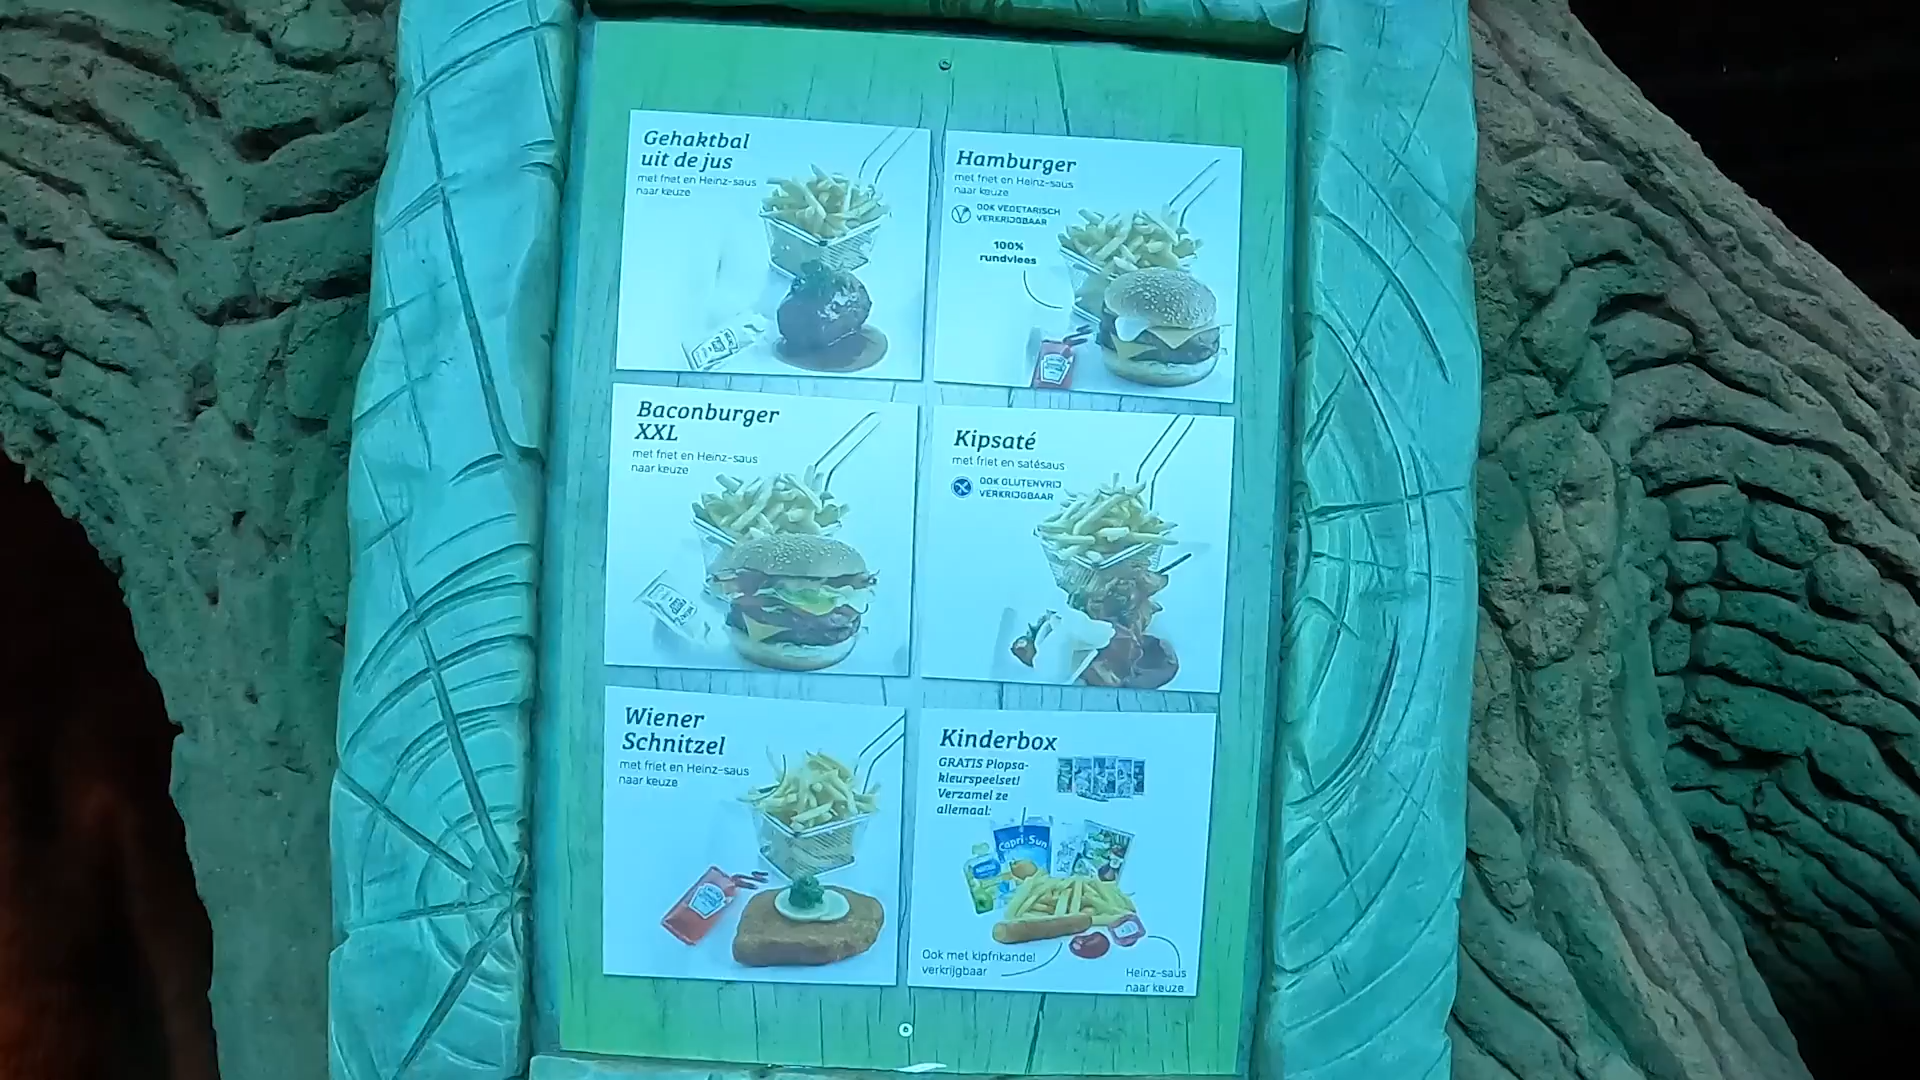 Gehaktbal
uit de jus
met friet en Heinz-saus
naar keuze
Hamburger
met friet en Heinz-saus
naar keuze
OOK VEGETARISCH
VERKRIJGBAAR
100%
rundvlees
Baconburger
XXL
met friet en Heinz-saus
naar keuze
Kipsaté
met friet en satésaus
OOK GLUTENVRIJ
VERKRIJGBAAR
Wiener
Schnitzel
met friet en Heinz-saus
naar keuze
Kinderbox
GRATIS Plopsa-
kleurspeelset!
Verzamel ze
allemaal:
Capri-Sun
Ook met kipfrikandel
verkrijgbaar
Heinz-saus
naar keuze